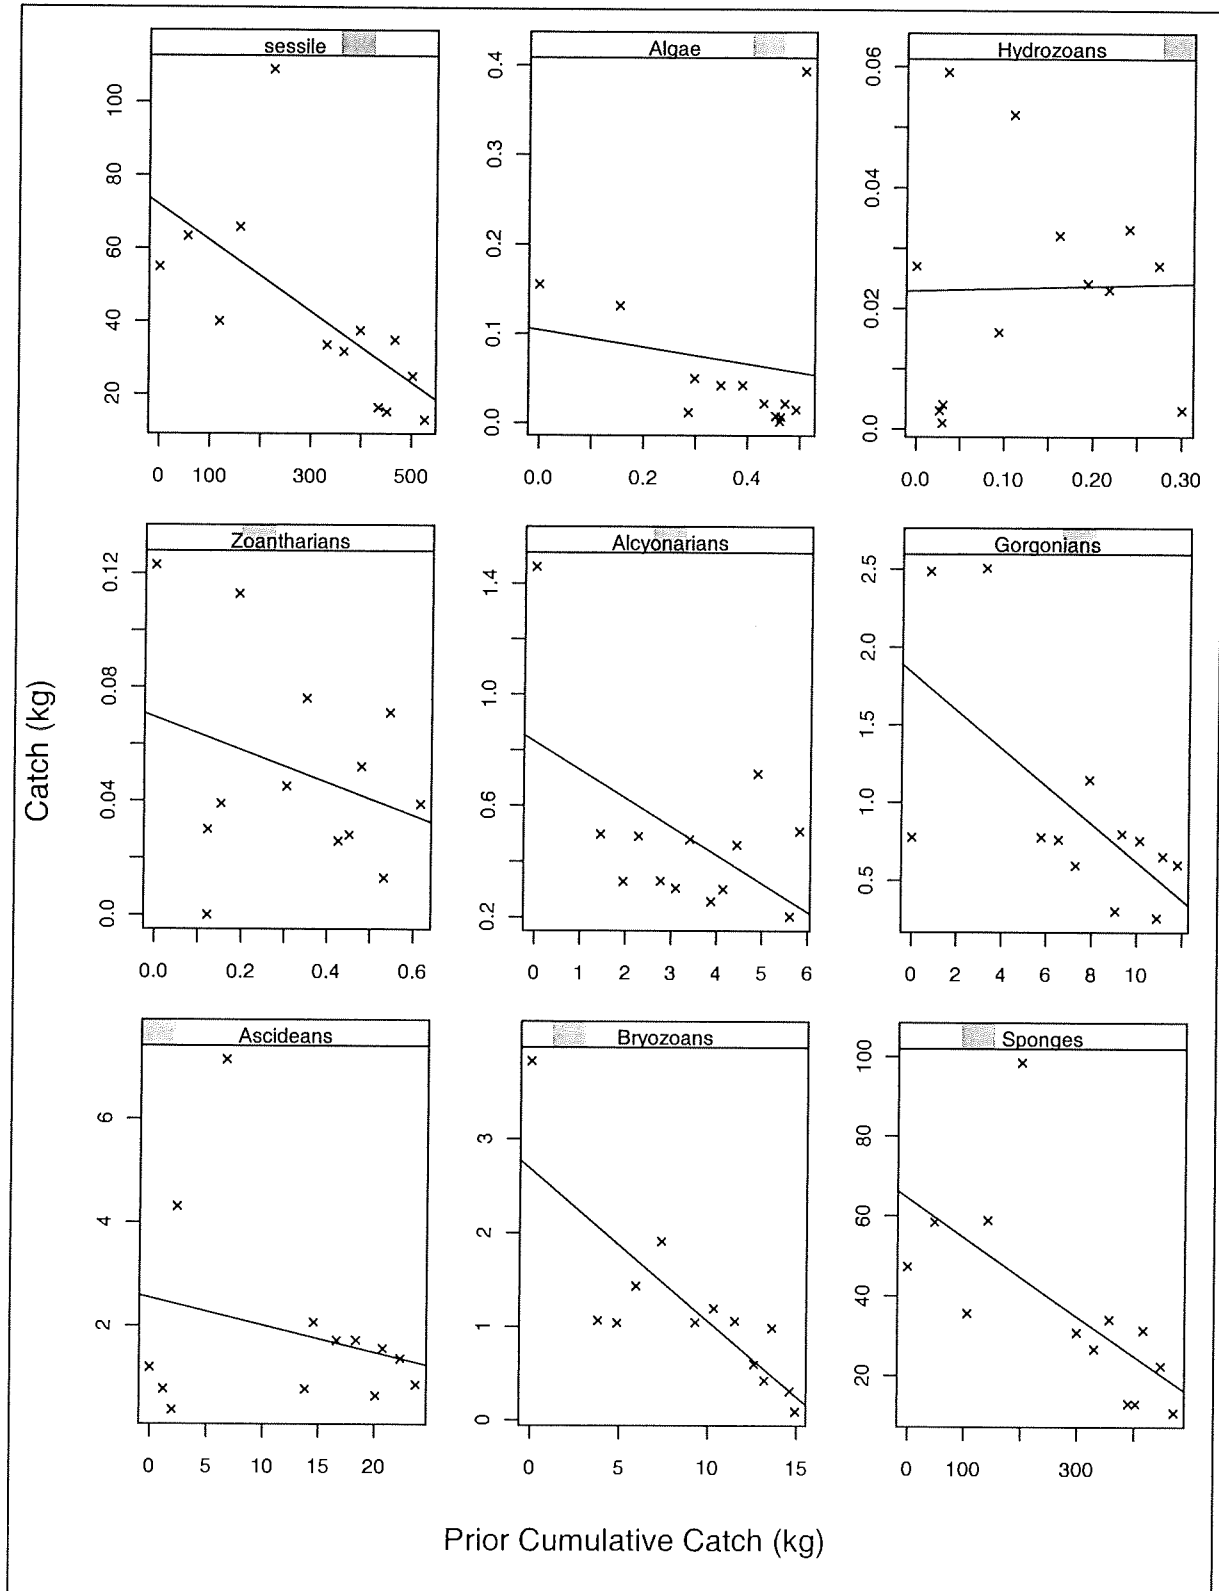 sessile Algae Hydrozoans
20 40 60 80 100
0.0 0.1 0.2 0.3 0.4
0.0 0.02 0.04 0.06
0 100 300 500
0.0 0.2 0.4
0.0 0.10 0.20 0.30
Zoantharians Alcyonarians Gorgonians
0.0 0.04 0.08 0.12
0.2 0.6 1.0 1.4
0.5 1.0 1.5 2.0 2.5
0.0 0.2 0.4 0.6
0 1 2 3 4 5 6
0 2 4 6 8 10
Catch (kg)
Ascideans Bryozoans Sponges
2 4 6
0 1 2 3
20 40 60 80 100
0 5 10 15 20
0 5 10 15
0 100 300
Prior Cumulative Catch (kg)